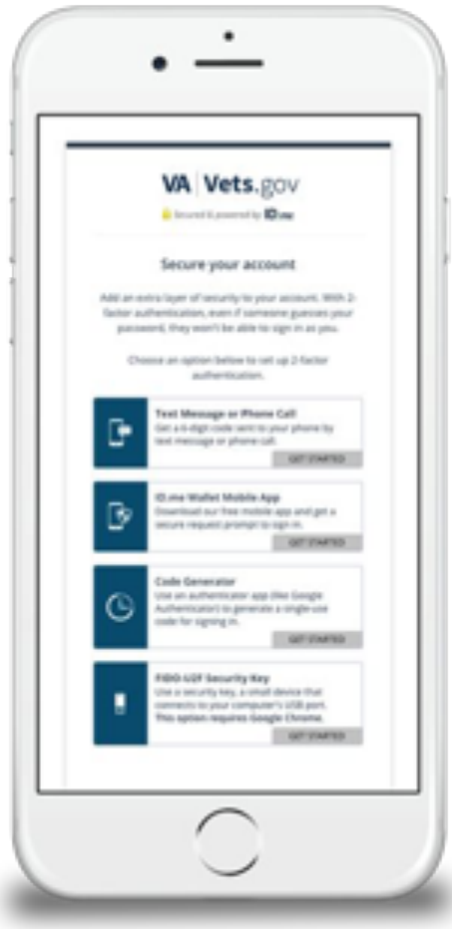 VA Vets.gov
Secured & powered by ID.me
Secure your account
Add an extra layer of security to your account. With 2-
factor authentication, even if someone guesses your
password, they won't be able to sign in as you.
Choose an option below to set up 2-factor
authentication.
Text Message or Phone Call
Get a 6-digit code sent to your phone by
text message or phone call.
GET STARTED
ID.me Wallet Mobile App
Download our free mobile app and get a
secure request prompt to sign in.
GET STARTED
Code Generator
Use an authenticator app (like Google
Authenticator) to generate a single-use
code for signing in.
GET STARTED
FIDO U2F Security Key
Use a security key, a small device that
connects to your computer's USB port.
This option requires Google Chrome.
GET STARTED